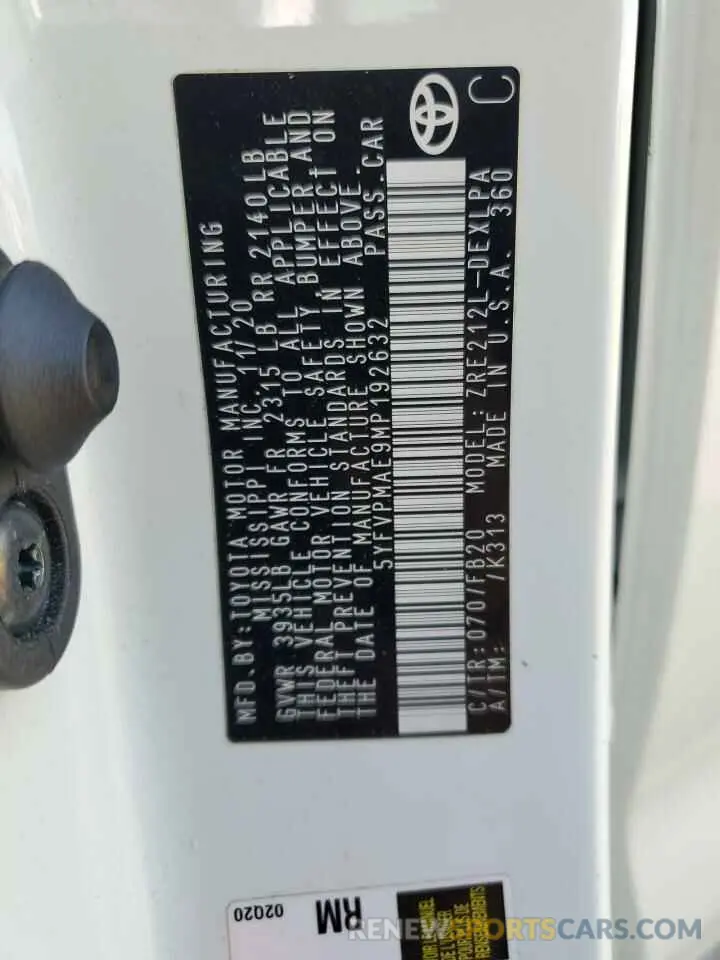 MFD.BY:TOYOTA MOTOR MANUFACTURING
MISSISSIPPI INC. 11/20
GVWR 3935LB GAWR FR 2315 LB RR 2140 LB
THIS VEHICLE CONFORMS TO ALL APPLICABLE
FEDERAL MOTOR VEHICLE SAFETY, BUMPER AND
THEFT PREVENTION STANDARDS IN EFFECT ON
THE DATE OF MANUFACTURE SHOWN ABOVE.
5YFVPMAE9MP192632 PASS.CAR
C/TR:070/FB20 MODEL:ZRE212L-DEXLPA
A/TM: /K313 MADE IN U.S.A. 360
C
02Q20
RM
RENEWSPORTSCARS.COM